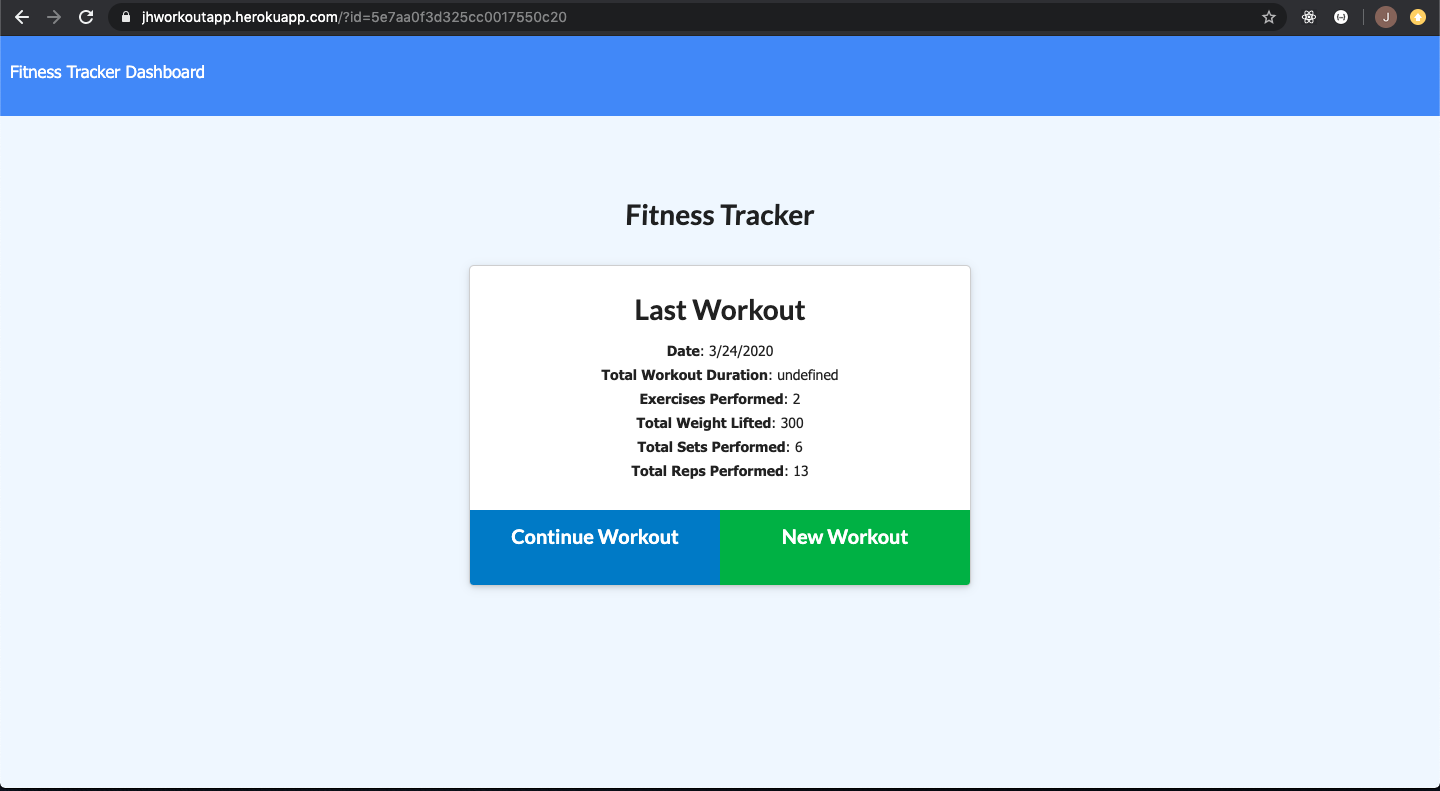 jhworkoutapp.herokuapp.com/?id=5e7aa0f3d325cc0017550c20
J
Fitness Tracker Dashboard
Fitness Tracker
Last Workout
Date: 3/24/2020
Total Workout Duration: undefined
Exercises Performed: 2
Total Weight Lifted: 300
Total Sets Performed: 6
Total Reps Performed: 13
Continue Workout
New Workout